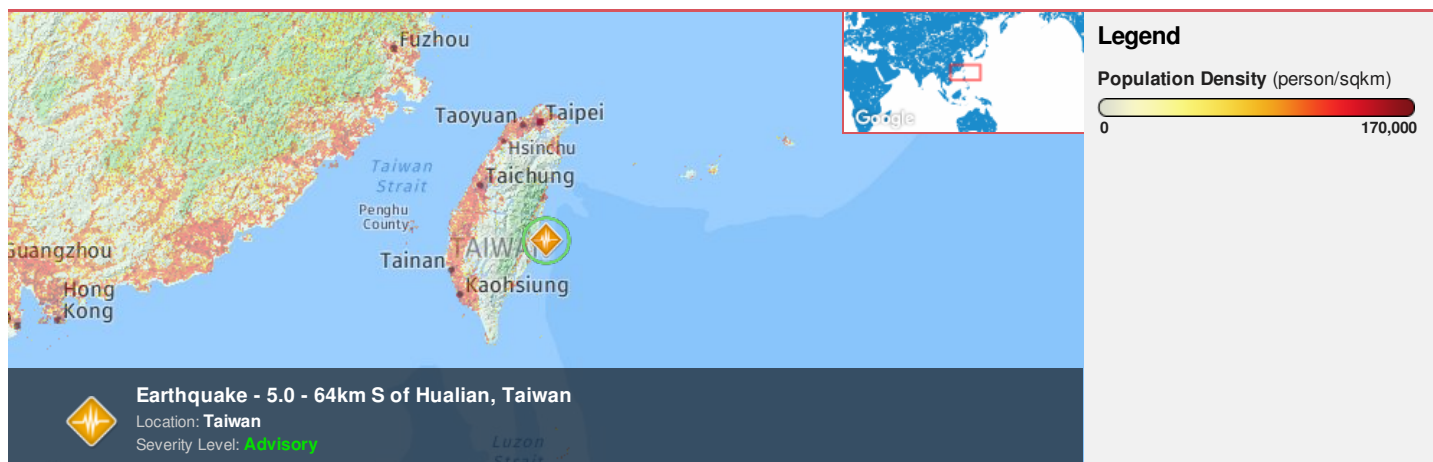 Fuzhou
Taoyuan
Taipei
Hsinchu
Taiwan
Strait
Taichung
Penghu
County
TAIWA
Guangzhou
Tainan
Kaohsiung
Hong
Kong
Google
Legend
Population Density (person/sqkm)
0 170,000
Earthquake - 5.0 - 64km S of Hualian, Taiwan
Location: Taiwan
Severity Level: Advisory
Luzon
Strait